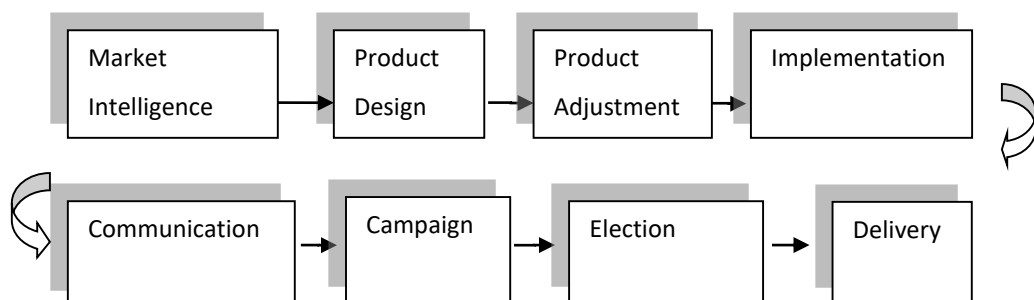 Market
Intelligence
Product
Design
Product
Adjustment
Implementation
Communication
Campaign
Election
Delivery